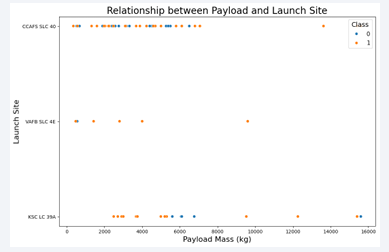 Relationship between Payload and Launch Site
CCAFS SLC 40
VAFB SLC 4E
KSC LC 39A
Launch Site
Class
0
1
0
2000
4000
6000
8000
10000
12000
14000
16000
Payload Mass (kg)